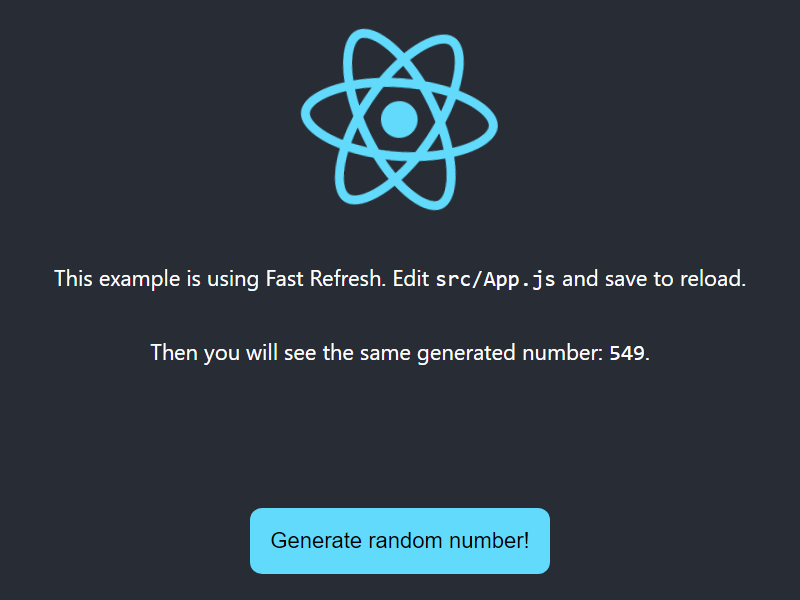 This example is using Fast Refresh. Edit src/App.js and save to reload.
Then you will see the same generated number: 549.
Generate random number!